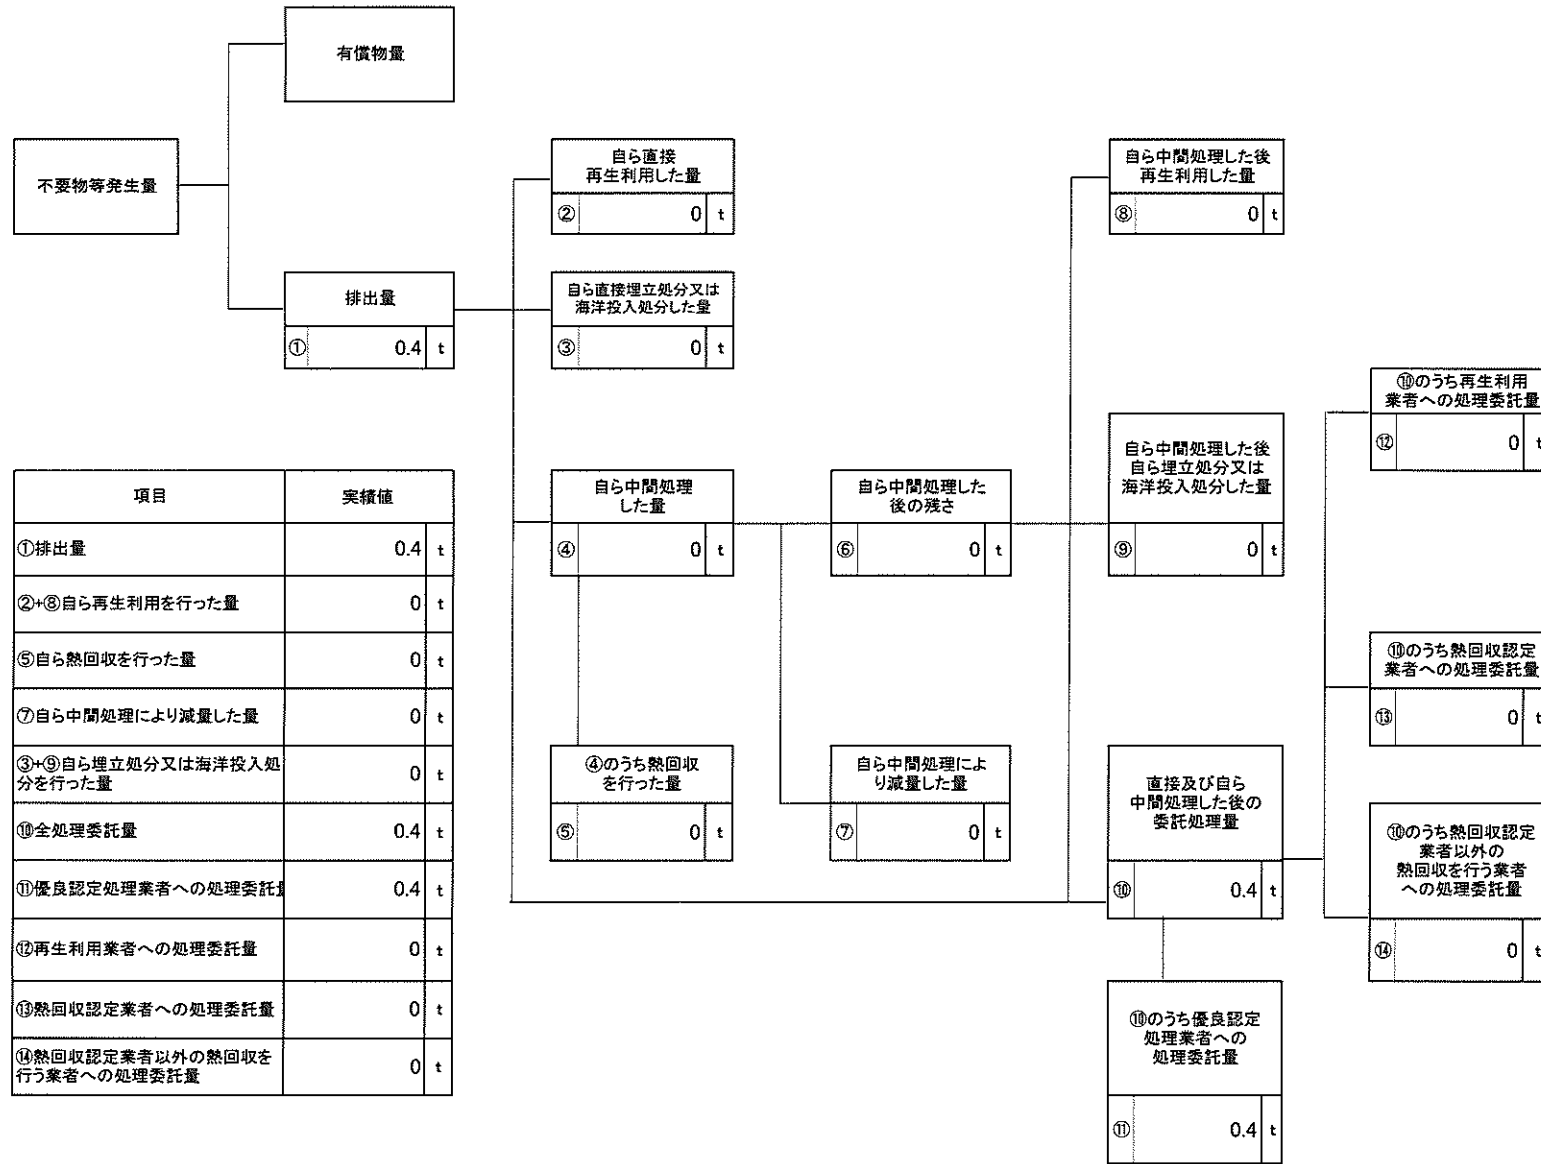 有償物量
不要物等発生量
排出量
① 0.4 t
自ら直接
再生利用した量
② 0 t
自ら直接埋立処分又は
海洋投入処分した量
③ 0 t
自ら中間処理
した量
④ 0 t
④のうち熱回収
を行った量
⑤ 0 t
自ら中間処理した
後の残さ
⑥ 0 t
自ら中間処理によ
り減量した量
⑦ 0 t
自ら中間処理した後
再生利用した量
⑧ 0 t
自ら中間処理した後
自ら埋立処分又は
海洋投入処分した量
⑨ 0 t
直接及び自ら
中間処理した後の
委託処理量
⑩ 0.4 t
⑩のうち優良認定
処理業者への
処理委託量
⑪ 0.4 t
⑩のうち再生利用
業者への処理委託量
⑫ 0 t
⑩のうち熱回収認定
業者への処理委託量
⑬ 0 t
⑩のうち熱回収認定
業者以外の
熱回収を行う業者
への処理委託量
⑭ 0 t
項目 実績値
①排出量 0.4 t
②+⑧自ら再生利用を行った量 0 t
⑤自ら熱回収を行った量 0 t
⑦自ら中間処理により減量した量 0 t
③+⑨自ら埋立処分又は海洋投入処
分を行った量 0 t
⑩全処理委託量 0.4 t
⑪優良認定処理業者への処理委託量 0.4 t
⑫再生利用業者への処理委託量 0 t
⑬熱回収認定業者への処理委託量 0 t
⑭熱回収認定業者以外の熱回収を
行う業者への処理委託量 0 t